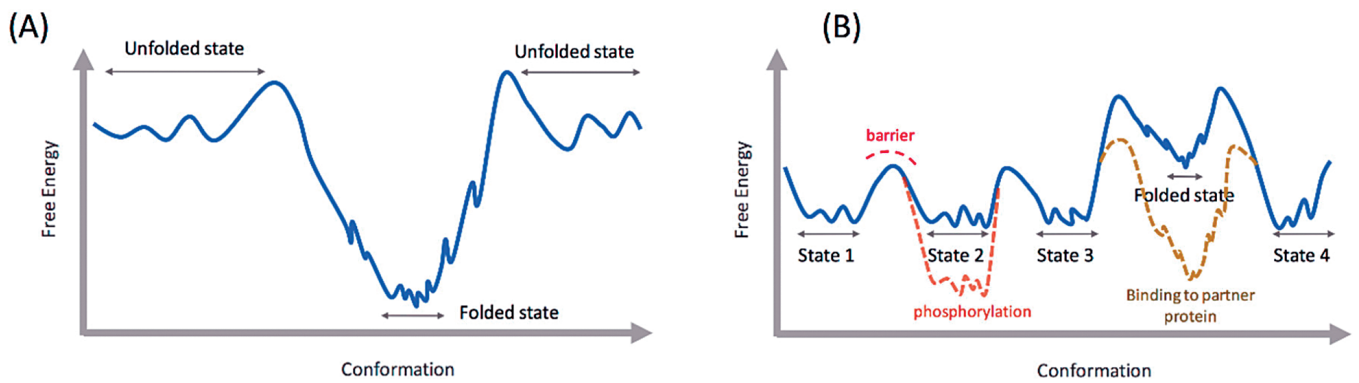 (A)
Unfolded state
Unfolded state
Free Energy
Folded state
Conformation
(B)
barrier
Free Energy
Folded state
State 1
State 2
State 3
State 4
phosphorylation
Binding to partner
protein
Conformation